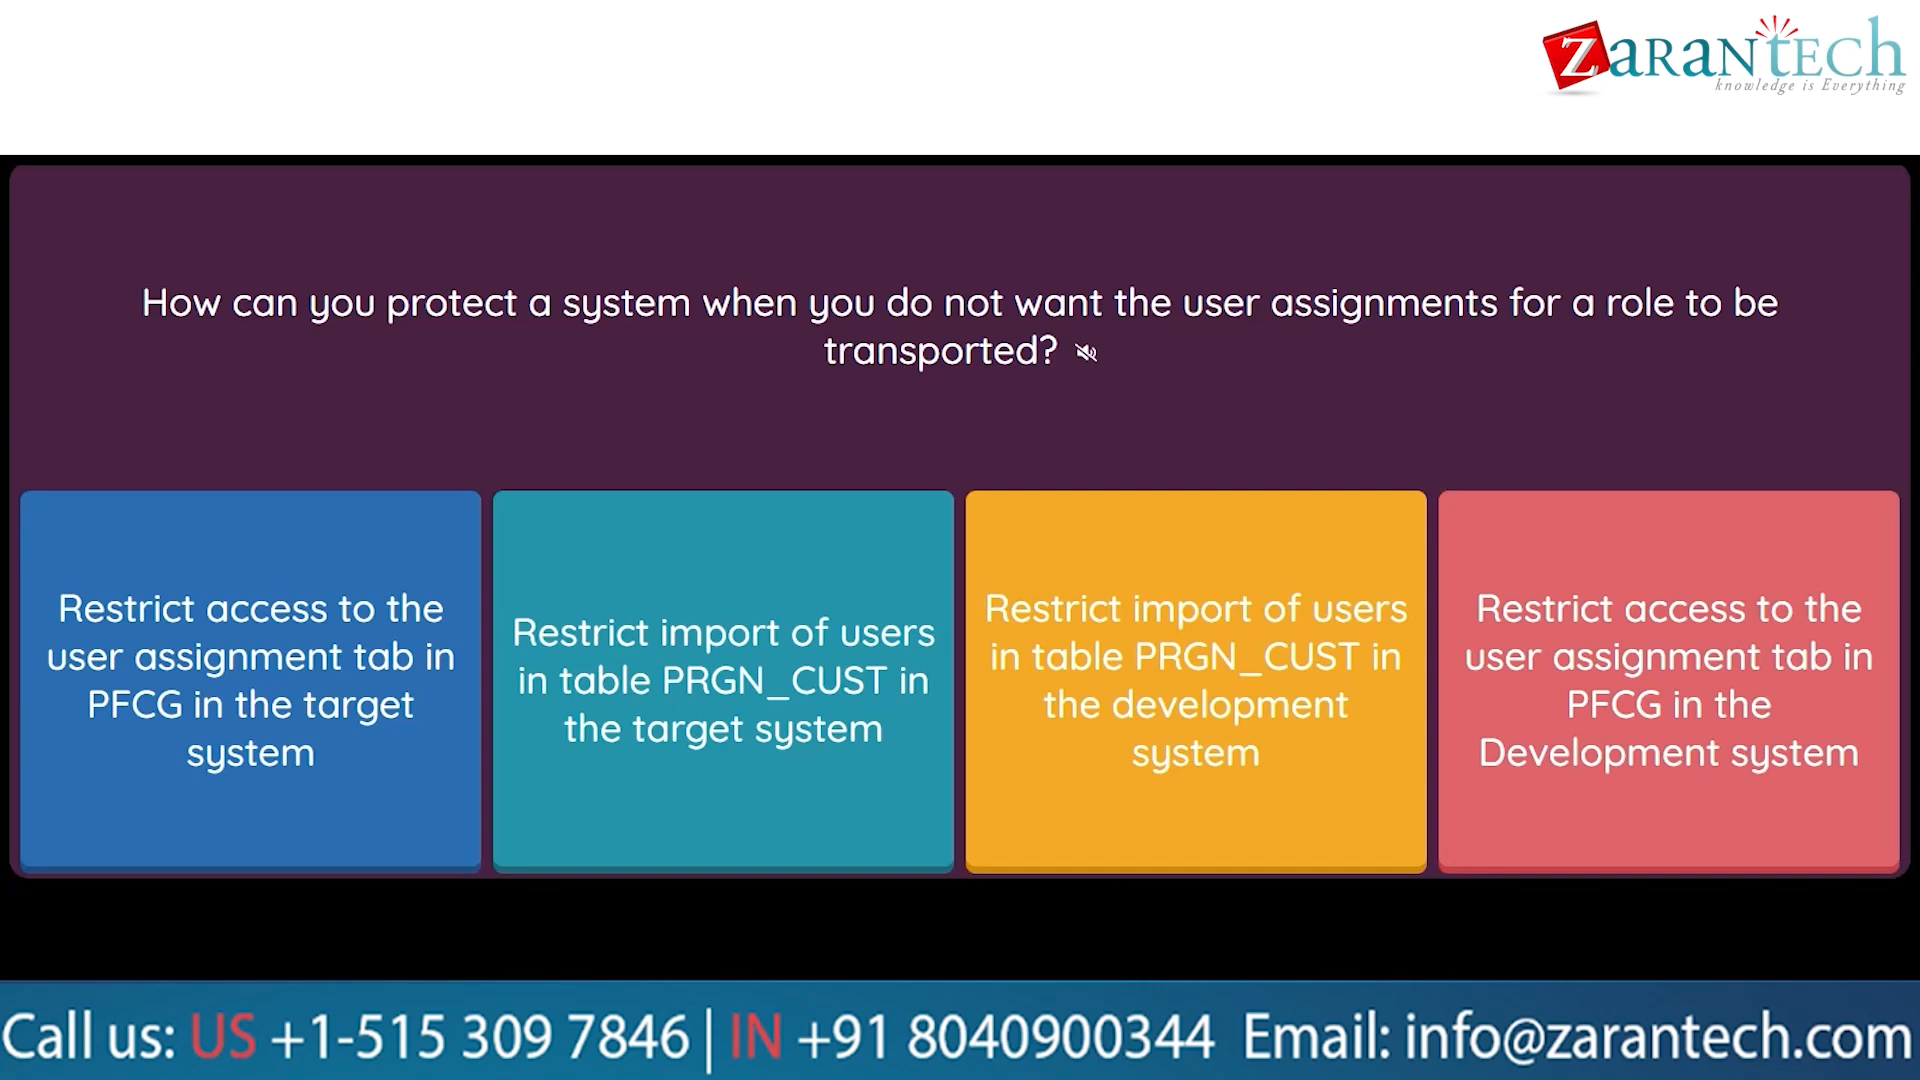 ZaranTech
knowledge is Everything
How can you protect a system when you do not want the user assignments for a role to be
transported?
Restrict access to the
user assignment tab in
PFCG in the target
system
Restrict import of users
in table PRGN_CUST in
the target system
Restrict import of users
in table PRGN_CUST in
the development
system
Restrict access to the
user assignment tab in
PFCG in the
Development system
Call us: US +1-515 309 7846 | IN +91 8040900344 Email: info@zarantech.com